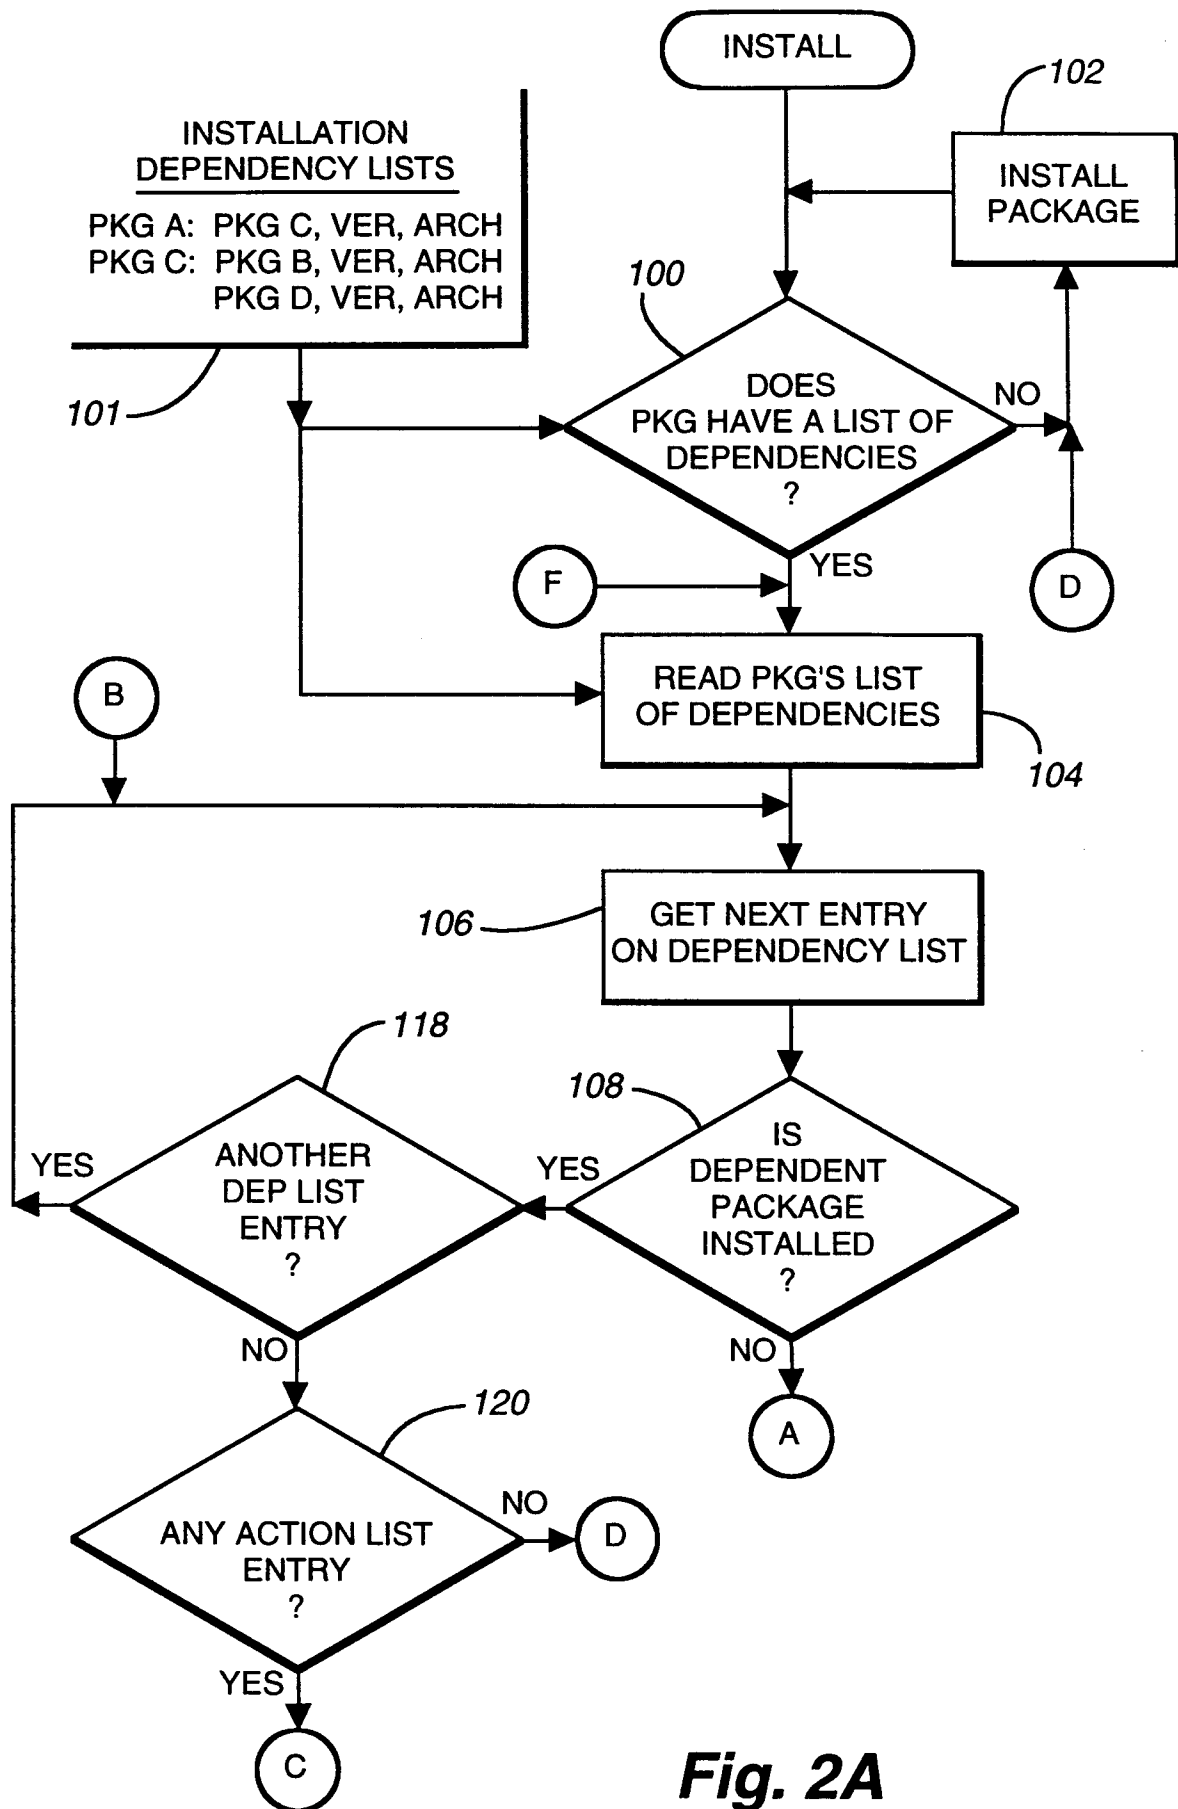 INSTALL
102
INSTALLATION
DEPENDENCY LISTS
PKG A: PKG C, VER, ARCH
PKG C: PKG B, VER, ARCH
PKG D, VER, ARCH
101
INSTALL
PACKAGE
100
DOES
PKG HAVE A LIST OF
DEPENDENCIES
?
NO
YES
F
D
B
READ PKG'S LIST
OF DEPENDENCIES
104
106
GET NEXT ENTRY
ON DEPENDENCY LIST
118
108
YES
ANOTHER
DEP LIST
ENTRY
?
YES
IS
DEPENDENT
PACKAGE
INSTALLED
?
NO
NO
A
120
ANY ACTION LIST
ENTRY
?
NO
D
YES
C
Fig. 2A